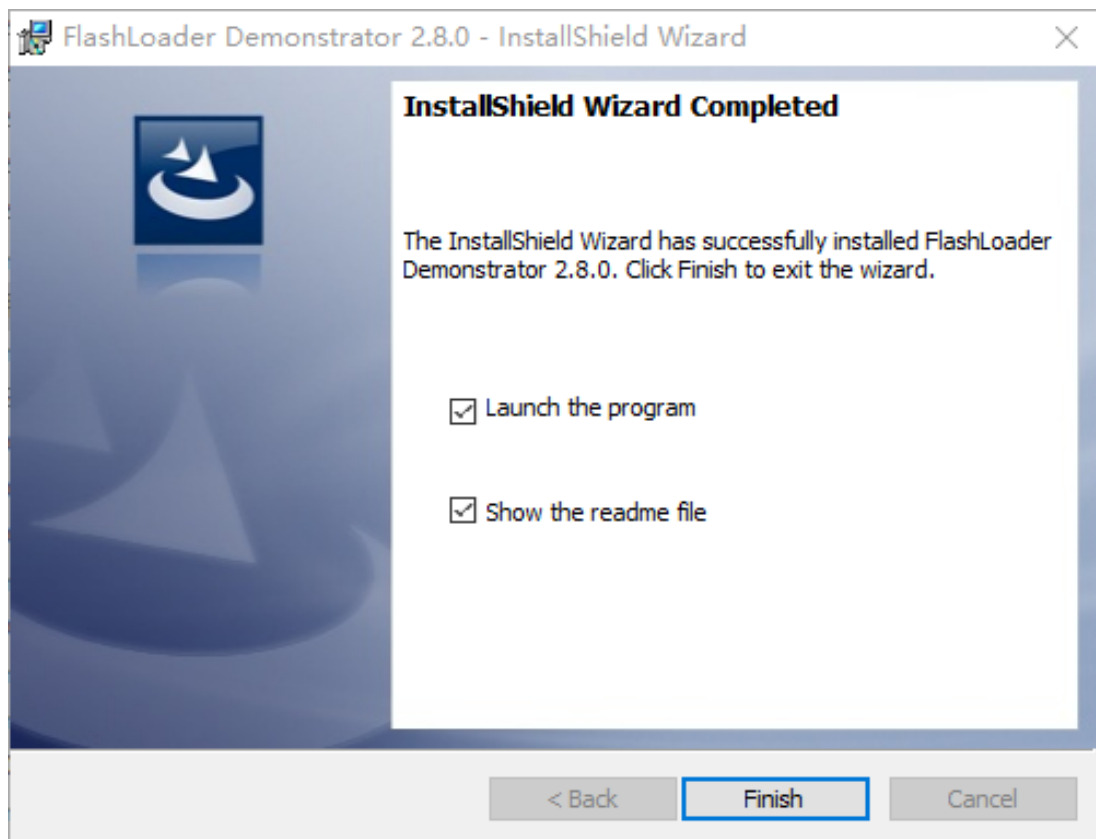 FlashLoader Demonstrator 2.8.0 - InstallShield Wizard
InstallShield Wizard Completed
The InstallShield Wizard has successfully installed FlashLoader
Demonstrator 2.8.0. Click Finish to exit the wizard.
Launch the program
Show the readme file
< Back
Finish
Cancel